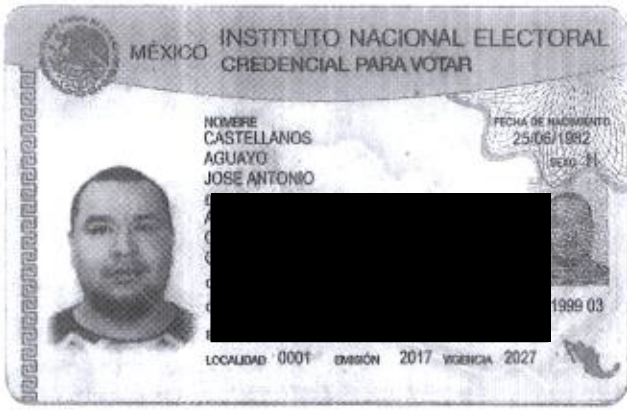 MÉXICO
INSTITUTO NACIONAL ELECTORAL
CREDENCIAL PARA VOTAR
NOMBRE
CASTELLANOS
AGUAYO
JOSE ANTONIO
FECHA DE NACIMIENTO
25/06/1982
SEXO H
1999 03
LOCALIDAD 0001 EMISIÓN 2017 VIGENCIA 2027